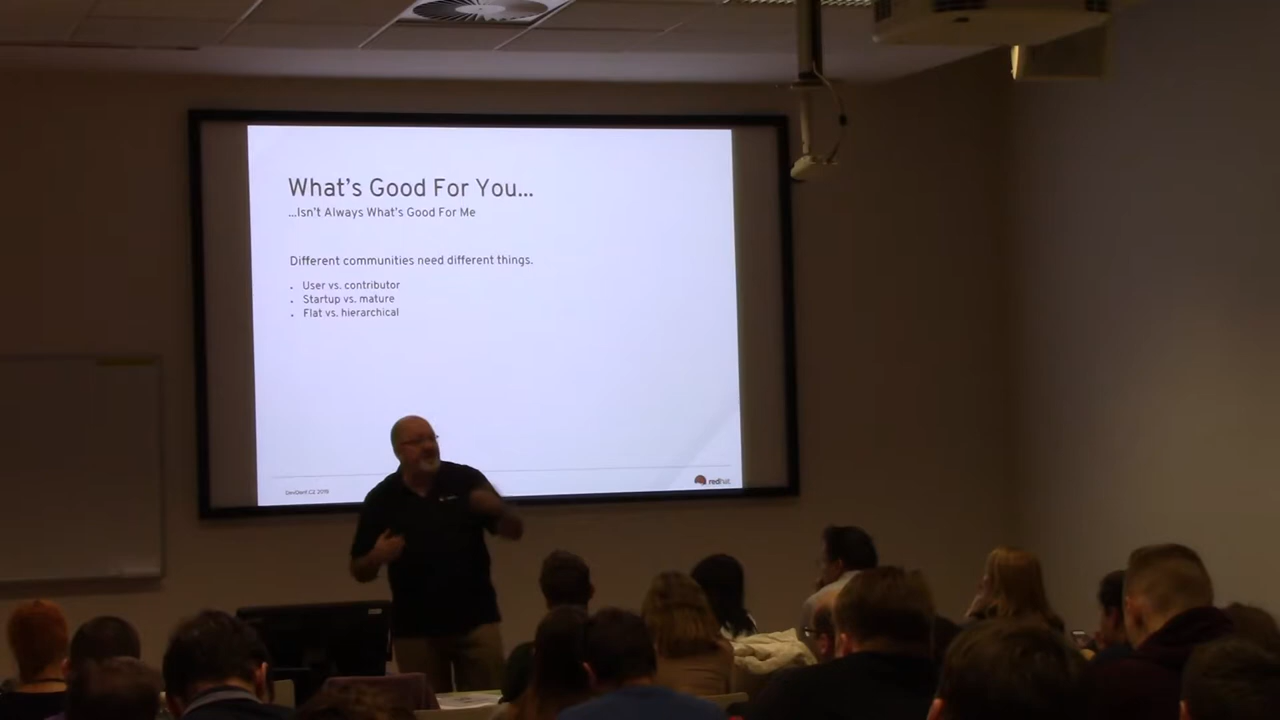 What's Good For You...
...Isn't Always What's Good For Me
Different communities need different things.
User vs. contributor
Startup vs. mature
Flat vs. hierarchical
DevConf CZ 2019
redhat